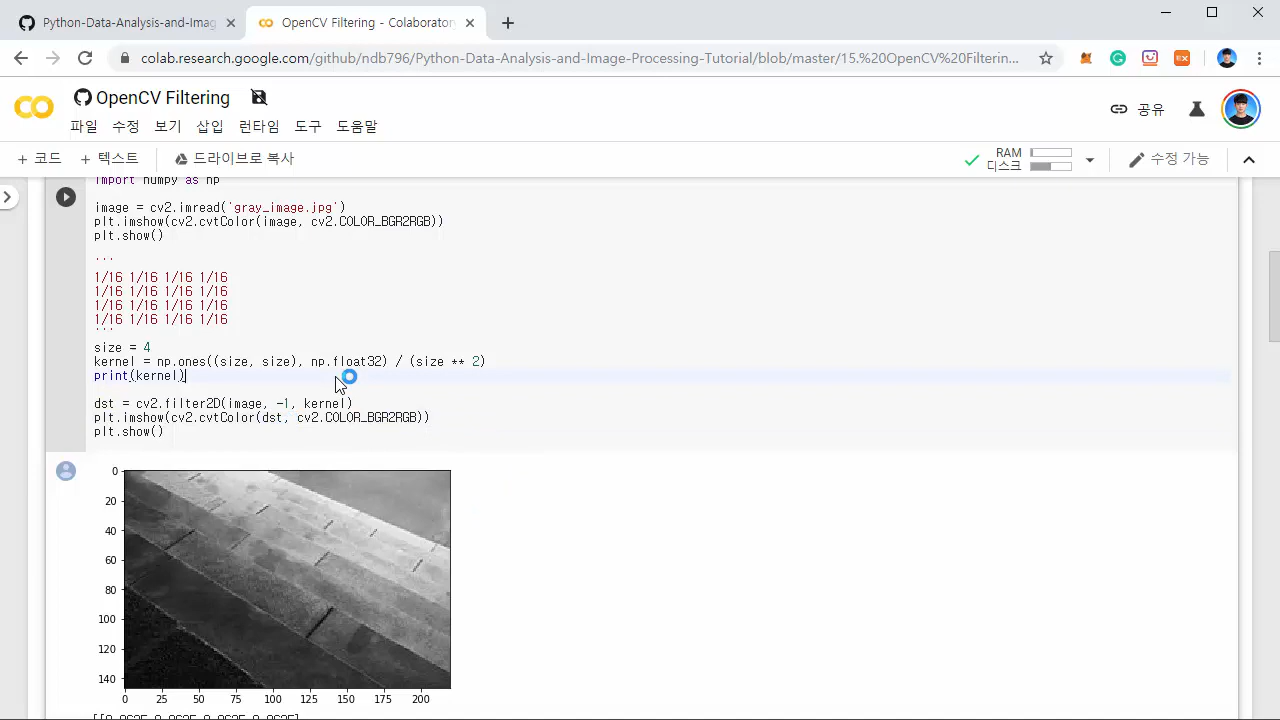 Python-Data-Analysis-and-Imag
OpenCV Filtering - Colaborator
colab.research.google.com/github/ndb796/Python-Data-Analysis-and-Image-Processing-Tutorial/blob/master/15.%20OpenCV%20Filterin...
OpenCV Filtering
공유
파일 수정 보기 삽입 런타임 도구 도움말
+ 코드 + 텍스트 드라이브로 복사
RAM
디스크
수정 가능
import numpy as np
image = cv2.imread('gray_image.jpg')
plt.imshow(cv2.cvtColor(image, cv2.COLOR_BGR2RGB))
plt.show()
'''
1/16 1/16 1/16 1/16
1/16 1/16 1/16 1/16
1/16 1/16 1/16 1/16
1/16 1/16 1/16 1/16
'''
size = 4
kernel = np.ones((size, size), np.float32) / (size ** 2)
print(kernel)
dst = cv2.filter2D(image, -1, kernel)
plt.imshow(cv2.cvtColor(dst, cv2.COLOR_BGR2RGB))
plt.show()
0
20
40
60
80
100
120
140
0 25 50 75 100 125 150 175 200
[[0.0625 0.0625 0.0625 0.0625]